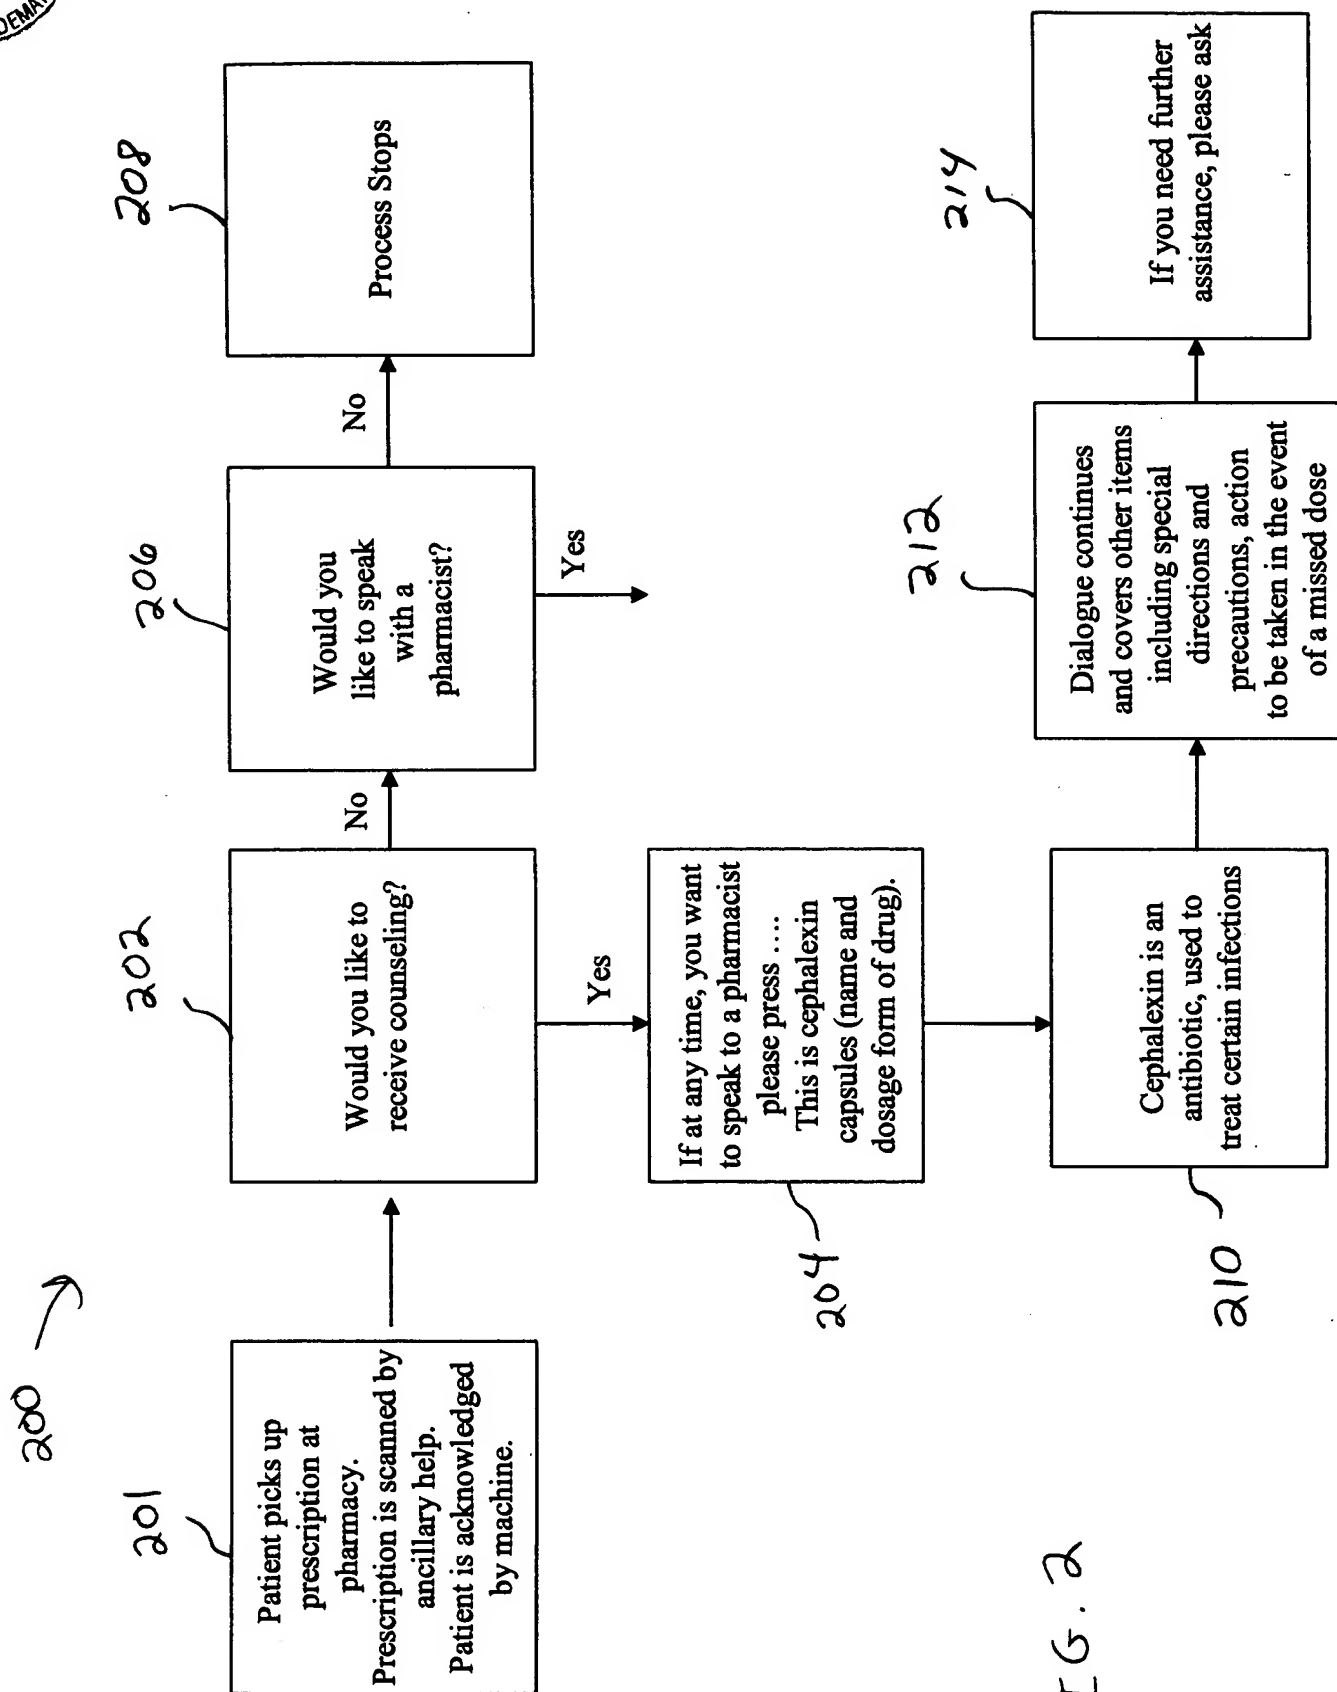 200
201
Patient picks up
prescription at
pharmacy.
Prescription is scanned by
ancillary help.
Patient is acknowledged
by machine.
202
Would you like to
receive counseling?
No
Yes
206
Would you
like to speak
with a
pharmacist?
No
Yes
208
Process Stops
204
If at any time, you want
to speak to a pharmacist
please press ....
This is cephalexin
capsules (name and
dosage form of drug).
210
Cephalexin is an
antibiotic, used to
treat certain infections
212
Dialogue continues
and covers other items
including special
directions and
precautions, action
to be taken in the event
of a missed dose
214
If you need further
assistance, please ask
IG. 2